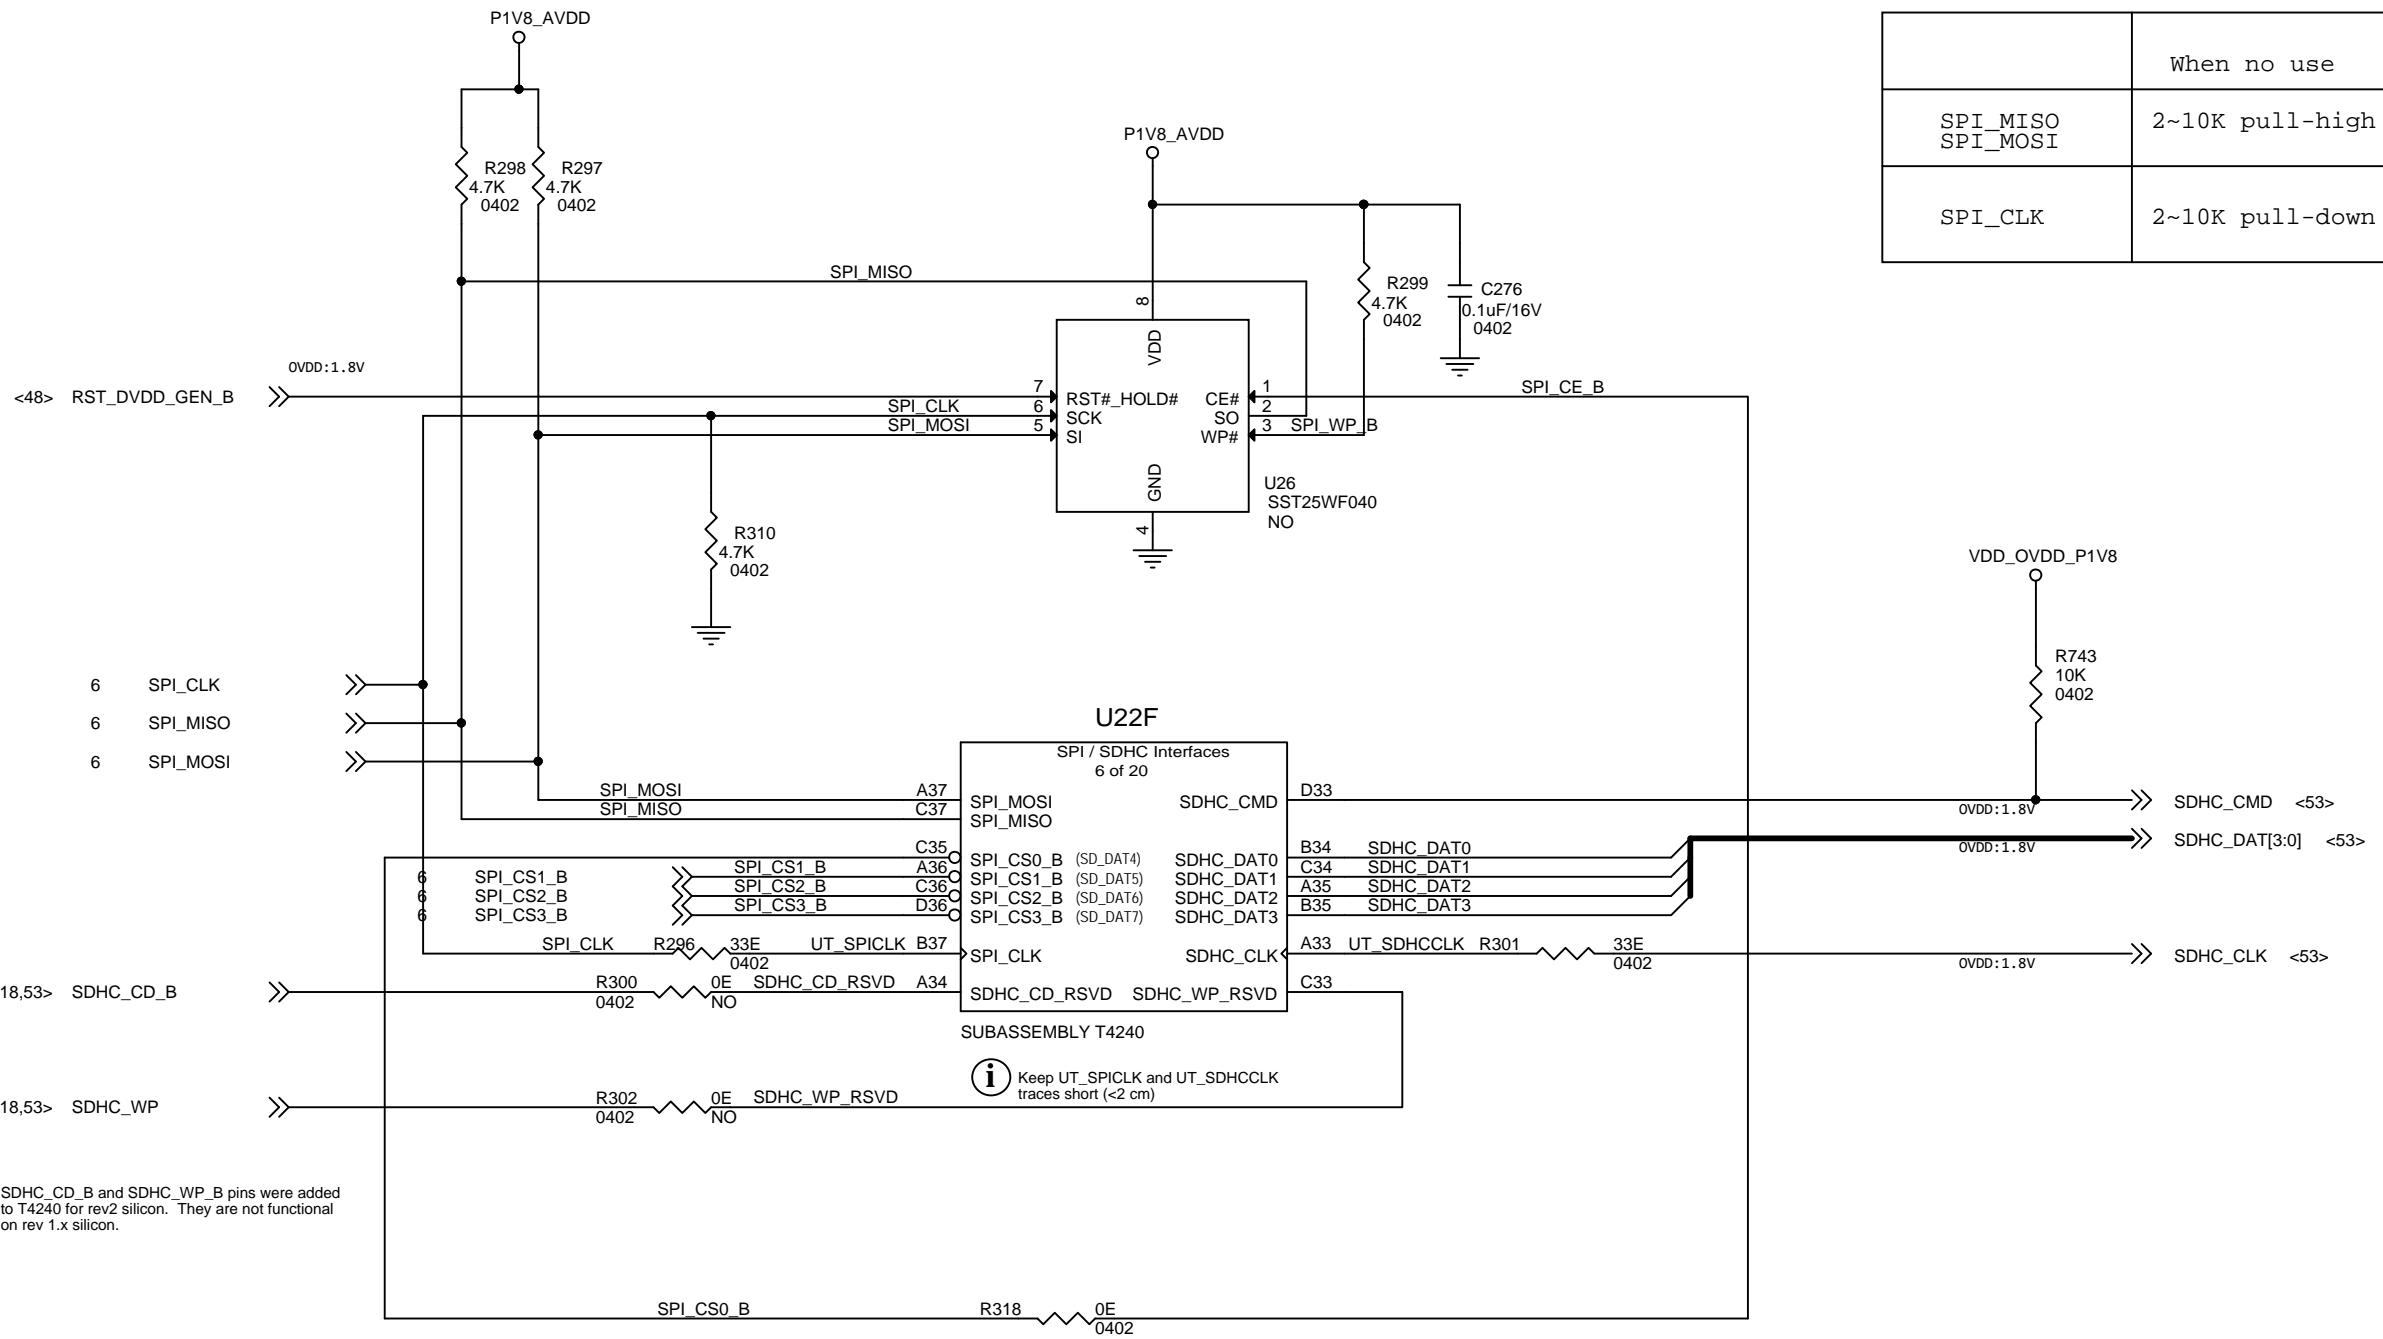 P1V8_AVDD
When no use
SPI_MISO
SPI_MOSI
2~10K pull-high
SPI_CLK
2~10K pull-down
R298
4.7K
0402
R297
4.7K
0402
P1V8_AVDD
SPI_MISO
R299
4.7K
0402
C276
0.1uF/16V
0402
8
VDD
OVDD:1.8V
<48> RST_DVDD_GEN_B
7
RST#_HOLD#
SPI_CLK
6
SCK
SPI_MOSI
5
SI
1
CE#
SPI_CE_B
2
SO
3
WP#
SPI_WP_B
GND
4
U26
SST25WF040
NO
R310
4.7K
0402
VDD_OVDD_P1V8
R743
10K
0402
6 SPI_CLK
6 SPI_MISO
6 SPI_MOSI
U22F
SPI / SDHC Interfaces
6 of 20
SPI_MOSI A37 SPI_MOSI
SPI_MISO C37 SPI_MISO
SDHC_CMD D33
OVDD:1.8V
SDHC_CMD <53>
C35 SPI_CS0_B (SD_DAT4)
6 SPI_CS1_B SPI_CS1_B A36 SPI_CS1_B (SD_DAT5)
6 SPI_CS2_B SPI_CS2_B C36 SPI_CS2_B (SD_DAT6)
6 SPI_CS3_B SPI_CS3_B D36 SPI_CS3_B (SD_DAT7)
SDHC_DAT0 B34 SDHC_DAT0
SDHC_DAT1 C34 SDHC_DAT1
SDHC_DAT2 A35 SDHC_DAT2
SDHC_DAT3 B35 SDHC_DAT3
OVDD:1.8V
SDHC_DAT[3:0] <53>
SPI_CLK R296 33E
0402
UT_SPICLK B37 SPI_CLK
SDHC_CLK A33 UT_SDHCCLK R301 33E
0402
OVDD:1.8V
SDHC_CLK <53>
18,53> SDHC_CD_B
R300 0E
0402 NO
SDHC_CD_RSVD A34 SDHC_CD_RSVD
SDHC_WP_RSVD C33
SUBASSEMBLY T4240
i
Keep UT_SPICLK and UT_SDHCCLK
traces short (<2 cm)
18,53> SDHC_WP
R302 0E
0402 NO
SDHC_WP_RSVD
SDHC_CD_B and SDHC_WP_B pins were added
to T4240 for rev2 silicon. They are not functional
on rev 1.x silicon.
SPI_CS0_B R318 0E
0402